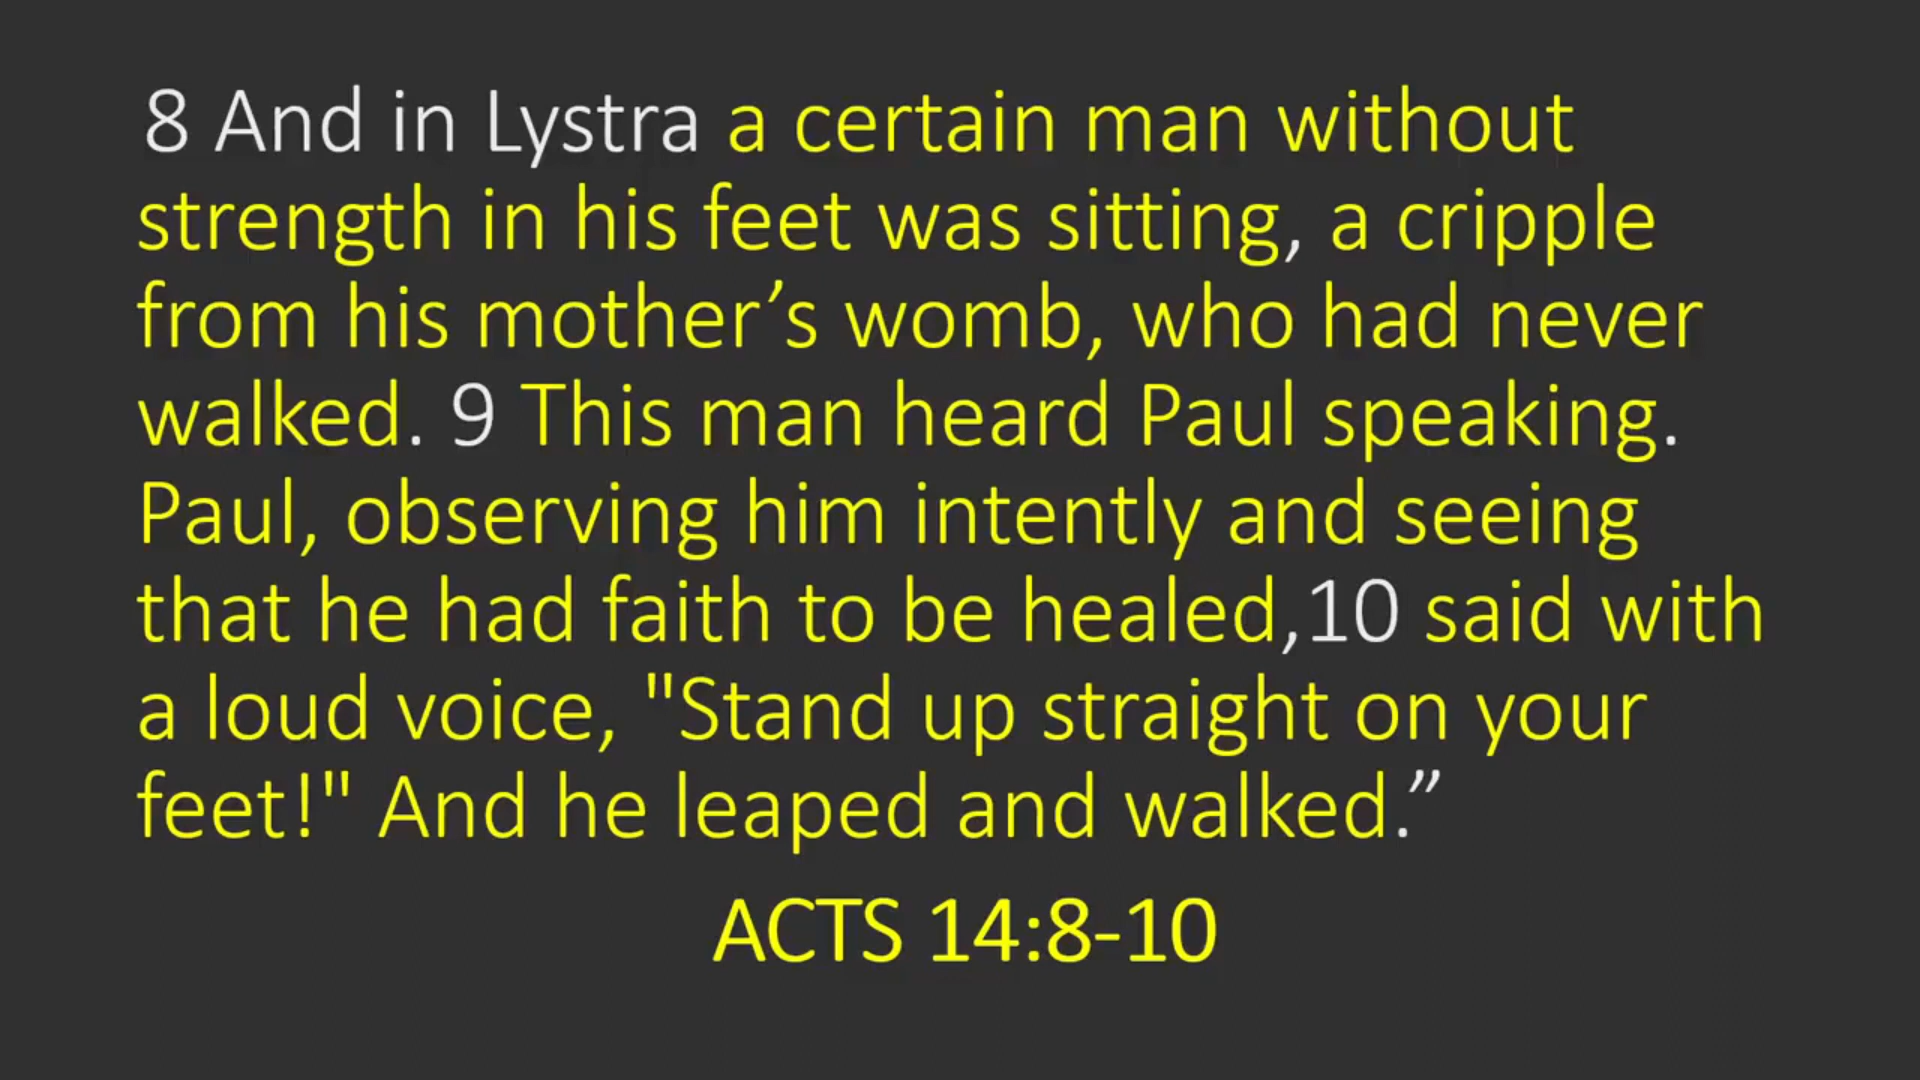 8 And in Lystra a certain man without
strength in his feet was sitting, a cripple
from his mother’s womb, who had never
walked. 9 This man heard Paul speaking.
Paul, observing him intently and seeing
that he had faith to be healed,10 said with
a loud voice, "Stand up straight on your
feet!" And he leaped and walked.”
ACTS 14:8-10